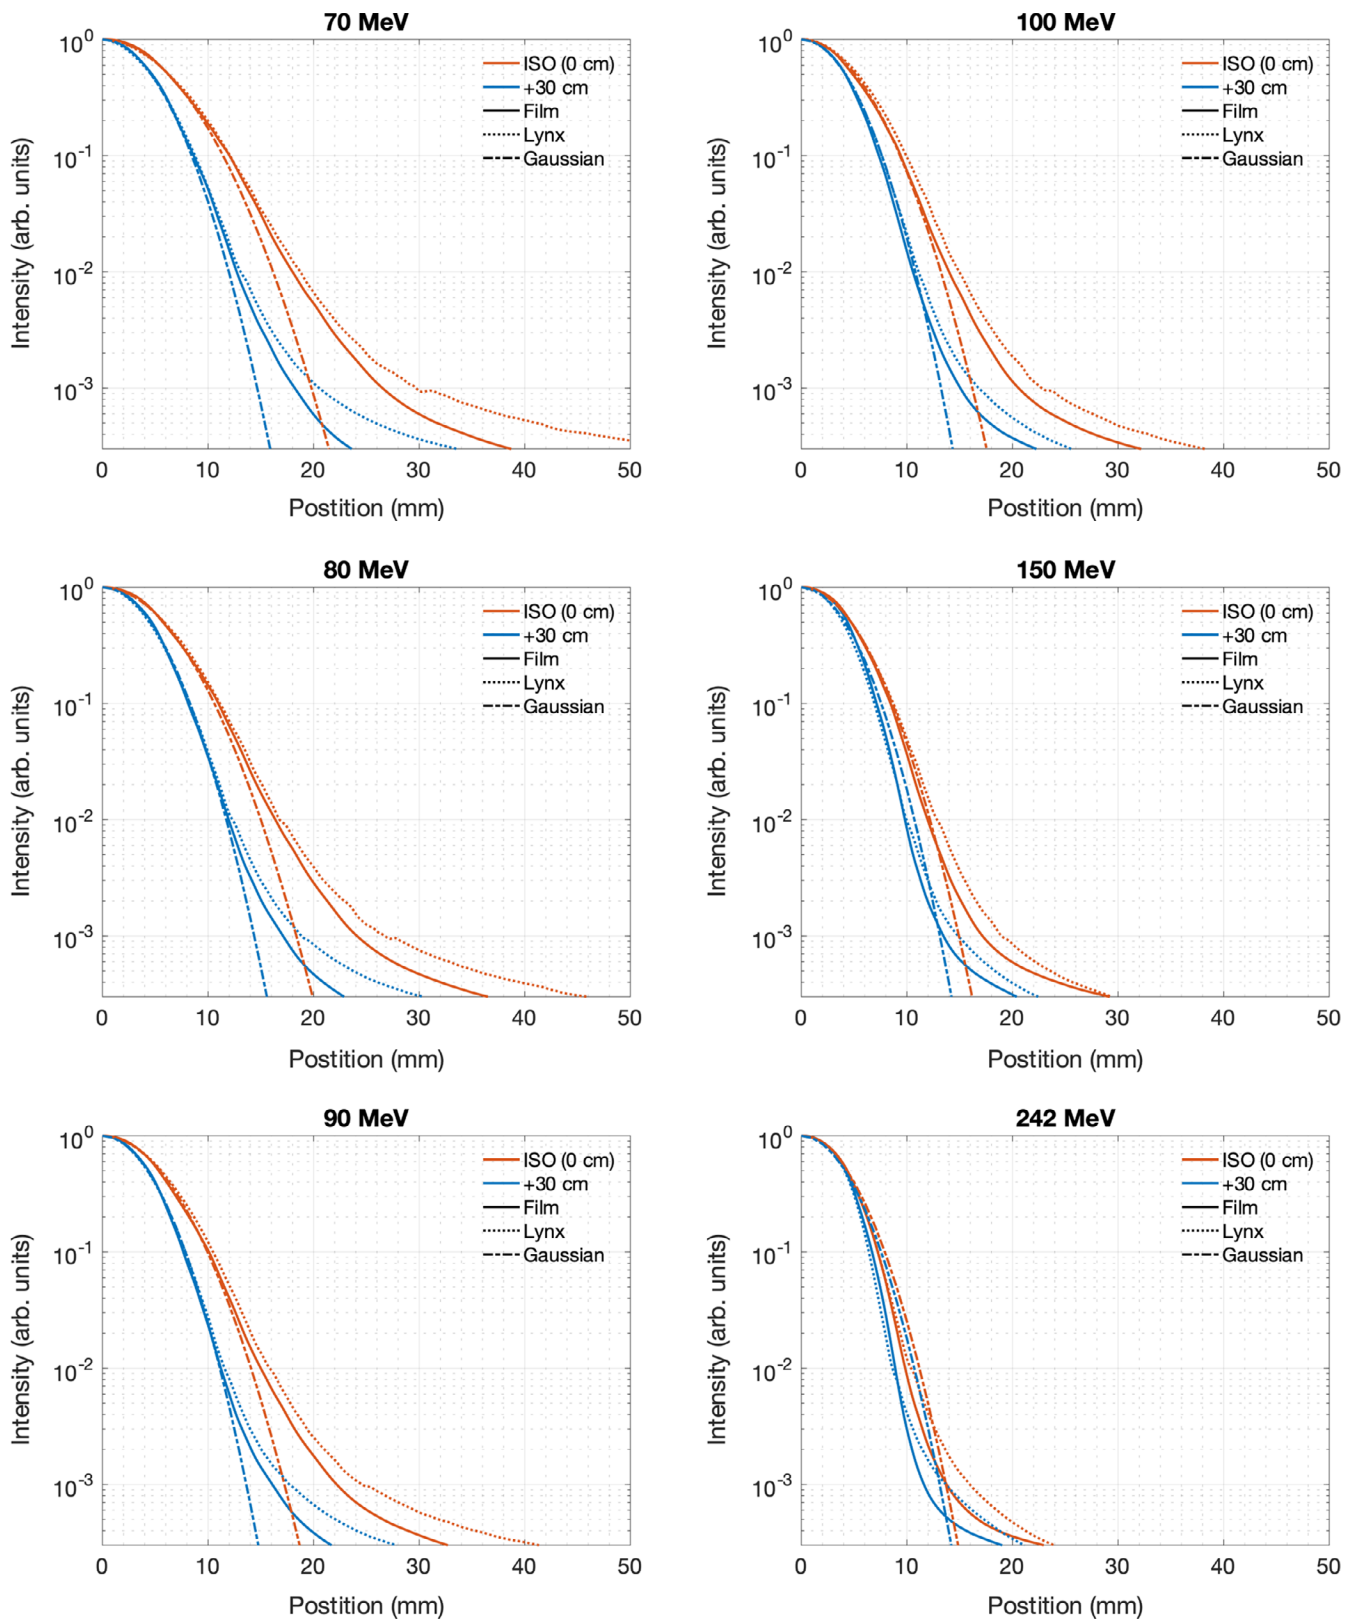 70 MeV
10^0
10^-1
10^-2
10^-3
Intensity (arb. units)
ISO (0 cm)
+30 cm
Film
Lynx
Gaussian
0 10 20 30 40 50
Postition (mm)
100 MeV
10^0
10^-1
10^-2
10^-3
Intensity (arb. units)
ISO (0 cm)
+30 cm
Film
Lynx
Gaussian
0 10 20 30 40 50
Postition (mm)
80 MeV
10^0
10^-1
10^-2
10^-3
Intensity (arb. units)
ISO (0 cm)
+30 cm
Film
Lynx
Gaussian
0 10 20 30 40 50
Postition (mm)
150 MeV
10^0
10^-1
10^-2
10^-3
Intensity (arb. units)
ISO (0 cm)
+30 cm
Film
Lynx
Gaussian
0 10 20 30 40 50
Postition (mm)
90 MeV
10^0
10^-1
10^-2
10^-3
Intensity (arb. units)
ISO (0 cm)
+30 cm
Film
Lynx
Gaussian
0 10 20 30 40 50
Postition (mm)
242 MeV
10^0
10^-1
10^-2
10^-3
Intensity (arb. units)
ISO (0 cm)
+30 cm
Film
Lynx
Gaussian
0 10 20 30 40 50
Postition (mm)